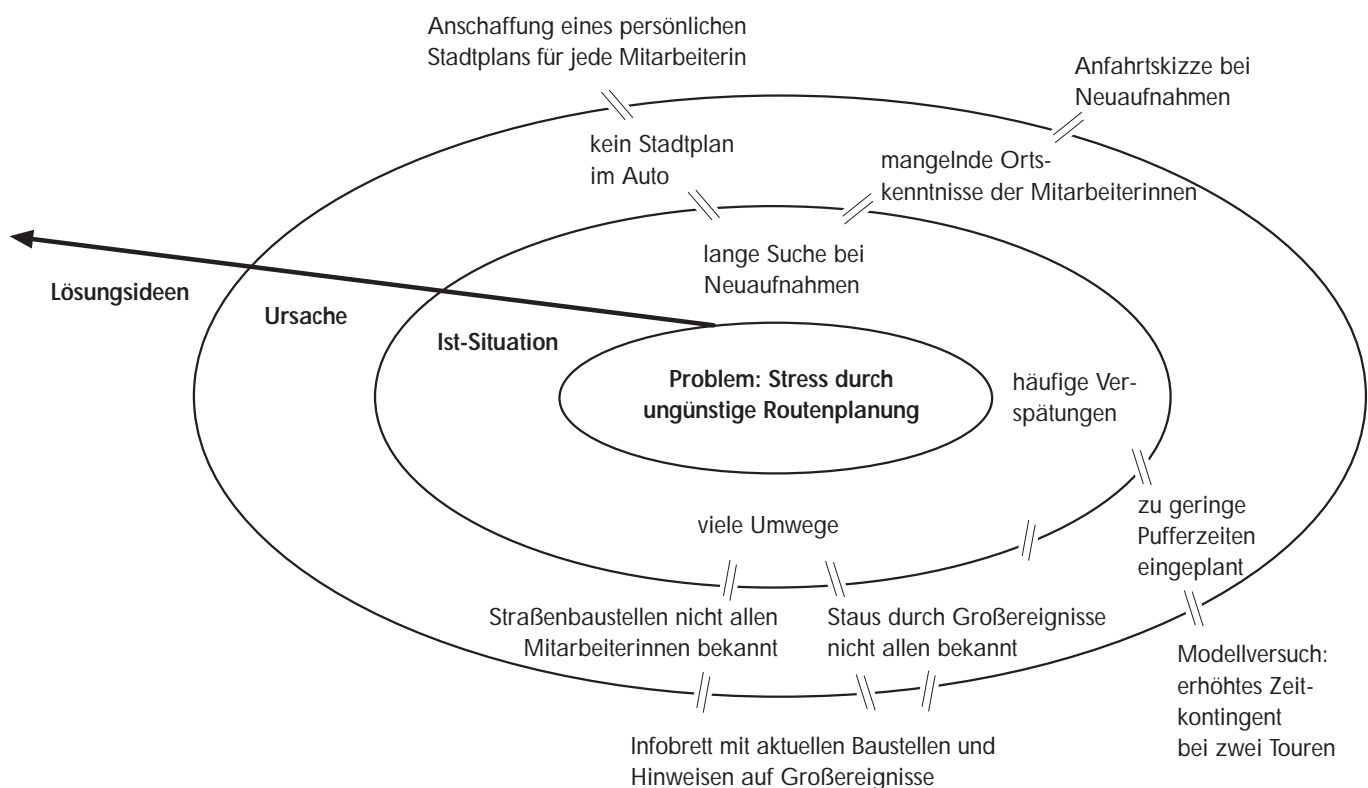 Anschaffung eines persönlichen
Stadtplans für jede Mitarbeiterin
Anfahrtskizze bei
Neuaufnahmen
kein Stadtplan
im Auto
mangelnde Orts-
kenntnisse der Mitarbeiterinnen
lange Suche bei
Neuaufnahmen
Lösungsideen
Ursache
Ist-Situation
Problem: Stress durch
ungünstige Routenplanung
häufige Ver-
spätungen
viele Umwege
zu geringe
Pufferzeiten
eingeplant
Straßenbaustellen nicht allen
Mitarbeiterinnen bekannt
Staus durch Großereignisse
nicht allen bekannt
Modellversuch:
erhöhtes Zeit-
kontingent
bei zwei Touren
Infobrett mit aktuellen Baustellen und
Hinweisen auf Großereignisse